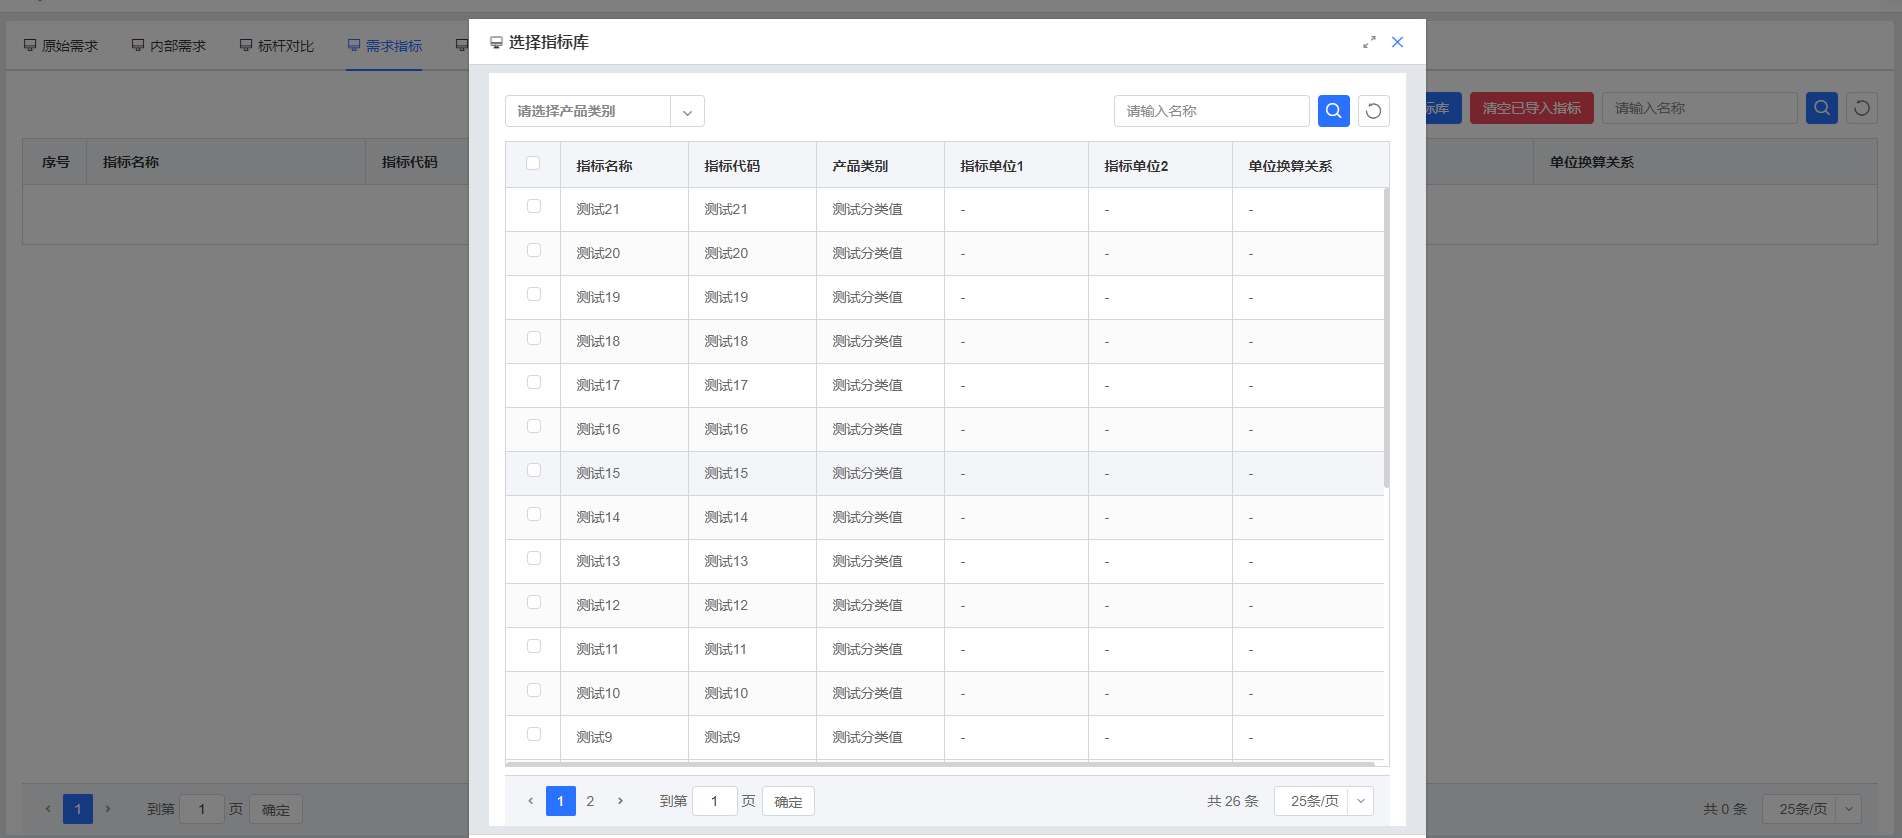 原始需求 内部需求 标杆对比 需求指标
选择指标库
请选择产品类别 请输入名称
标库 清空已导入指标 请输入名称
序号 指标名称 指标代码 单位换算关系
指标名称 指标代码 产品类别 指标单位1 指标单位2 单位换算关系
测试21 测试21 测试分类值 - - -
测试20 测试20 测试分类值 - - -
测试19 测试19 测试分类值 - - -
测试18 测试18 测试分类值 - - -
测试17 测试17 测试分类值 - - -
测试16 测试16 测试分类值 - - -
测试15 测试15 测试分类值 - - -
测试14 测试14 测试分类值 - - -
测试13 测试13 测试分类值 - - -
测试12 测试12 测试分类值 - - -
测试11 测试11 测试分类值 - - -
测试10 测试10 测试分类值 - - -
测试9 测试9 测试分类值 - - -
1 2 到第 1 页 确定 共 26 条 25条/页
1 到第 1 页 确定 共 0 条 25条/页